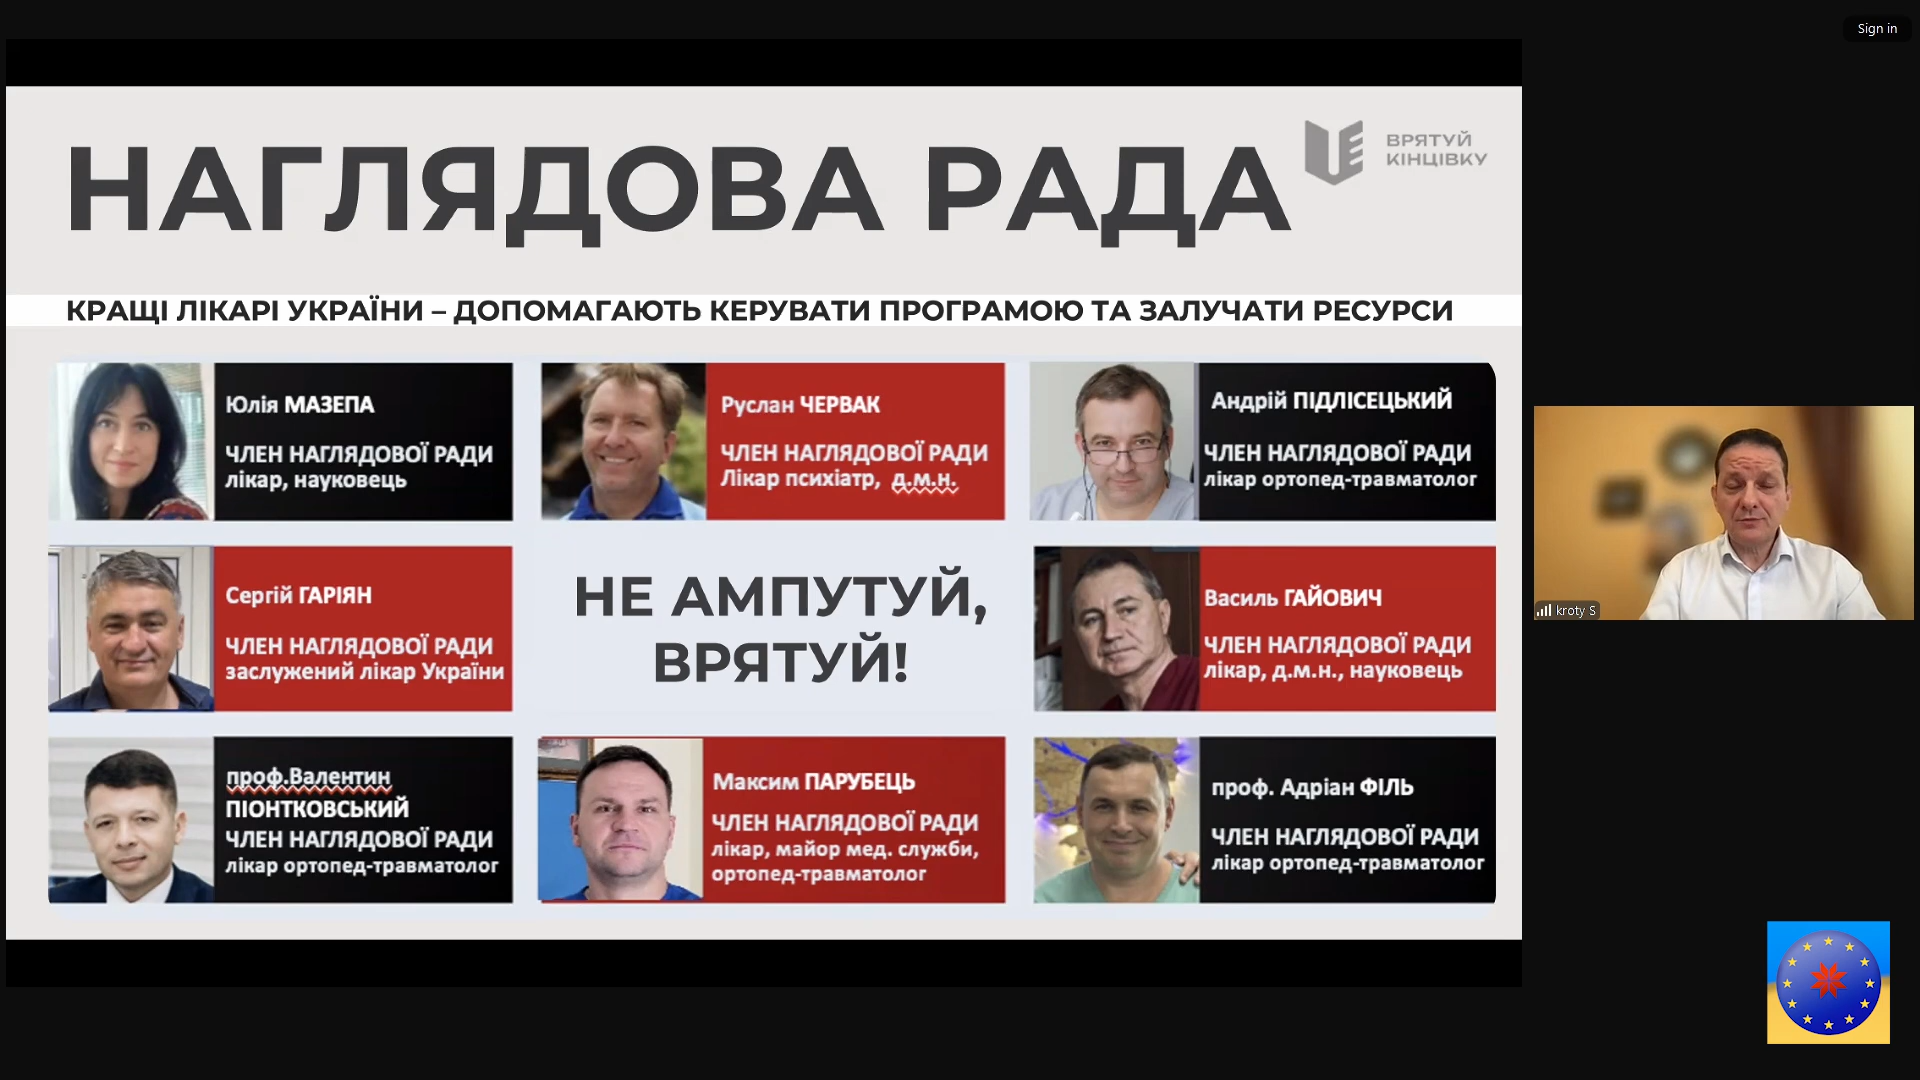 Sign in
НАГЛЯДОВА РАДА
ВРЯТУЙ
КІНЦІВКУ
КРАЩІ ЛІКАРІ УКРАЇНИ – ДОПОМАГАЮТЬ КЕРУВАТИ ПРОГРАМОЮ ТА ЗАЛУЧАТИ РЕСУРСИ
Юлія МАЗЕПА
ЧЛЕН НАГЛЯДОВОЇ РАДИ
лікар, науковець
Руслан ЧЕРВАК
ЧЛЕН НАГЛЯДОВОЇ РАДИ
Лікар психіатр, д.м.н.
Андрій ПІДЛІСЕЦЬКИЙ
ЧЛЕН НАГЛЯДОВОЇ РАДИ
лікар ортопед-травматолог
Сергій ГАРІЯН
ЧЛЕН НАГЛЯДОВОЇ РАДИ
заслужений лікар України
НЕ АМПУТУЙ,
ВРЯТУЙ!
Василь ГАЙОВИЧ
ЧЛЕН НАГЛЯДОВОЇ РАДИ
лікар, д.м.н., науковець
проф.Валентин
ПІОНТКОВСЬКИЙ
ЧЛЕН НАГЛЯДОВОЇ РАДИ
лікар ортопед-травматолог
Максим ПАРУБЕЦЬ
ЧЛЕН НАГЛЯДОВОЇ РАДИ
лікар, майор мед. служби,
ортопед-травматолог
проф. Адріан ФІЛЬ
ЧЛЕН НАГЛЯДОВОЇ РАДИ
лікар ортопед-травматолог
kroty S